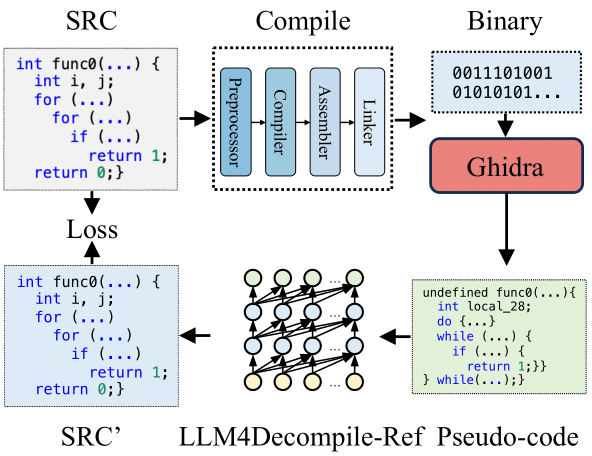 SRC
Compile
Binary
int func0(...) {
int i, j;
for (...)
for (...)
if (...)
return 1;
return 0;}
Preprocessor
Compiler
Assembler
Linker
0011101001
01010101...
Ghidra
Loss
int func0(...) {
int i, j;
for (...)
for (...)
if (...)
return 1;
return 0;}
...
...
...
...
undefined func0(...){
int local_28;
do {...}
while (...) {
if (...) {
return 1;}}
} while(...);}
SRC’
LLM4Decompile-Ref
Pseudo-code